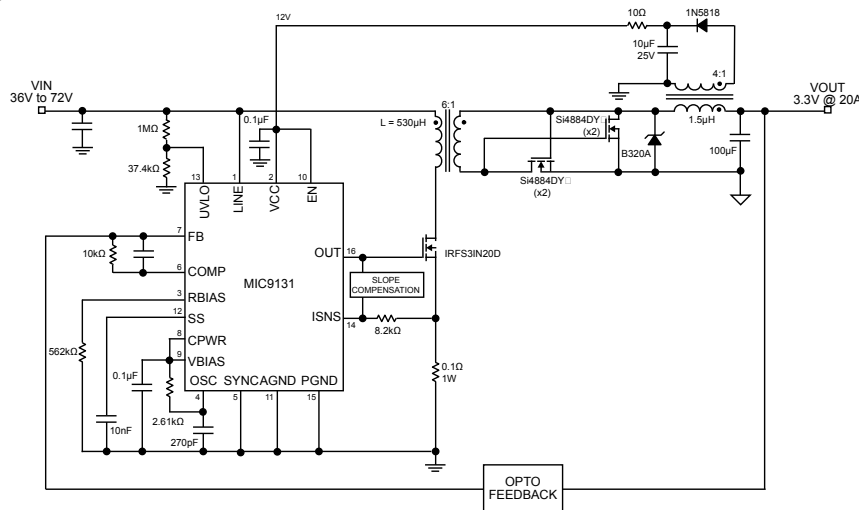 12V
10Ω
1N5818
10µF
25V
4:1
VIN
36V to 72V
VOUT
3.3V @ 20A
6:1
1MΩ
0.1µF
L = 530µH
Si4884DY□
(x2)
1.5µH
B320A
100µF
37.4kΩ
Si4884DY□
(x2)
13
1
2
10
UVLO
LINE
VCC
EN
7
FB
10kΩ
6
COMP
OUT
16
IRFS3IN20D
MIC9131
SLOPE
COMPENSATION
3
RBIAS
12
SS
ISNS
14
8.2kΩ
8
CPWR
562kΩ
9
VBIAS
0.1µF
0.1Ω
1W
OSC
SYNC
AGND
PGND
4
5
11
15
2.61kΩ
10nF
270pF
OPTO
FEEDBACK